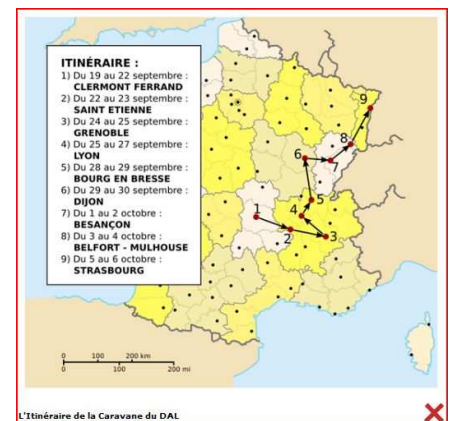 ITINÉRAIRE :
1) Du 19 au 22 septembre :
CLERMONT FERRAND
2) Du 22 au 23 septembre :
SAINT ETIENNE
3) Du 24 au 25 septembre :
GRENOBLE
4) Du 25 au 27 septembre :
LYON
5) Du 28 au 29 septembre :
BOURG EN BRESSE
6) Du 29 au 30 septembre :
DIJON
7) Du 1 au 2 octobre :
BESANÇON
8) Du 3 au 4 octobre :
BELFORT - MULHOUSE
9) Du 5 au 6 octobre :
STRASBOURG
9
8
6
7
5
1
4
2
3
0 100 200 km
0 100 200 mi
L'Itinéraire de la Caravane du DAL